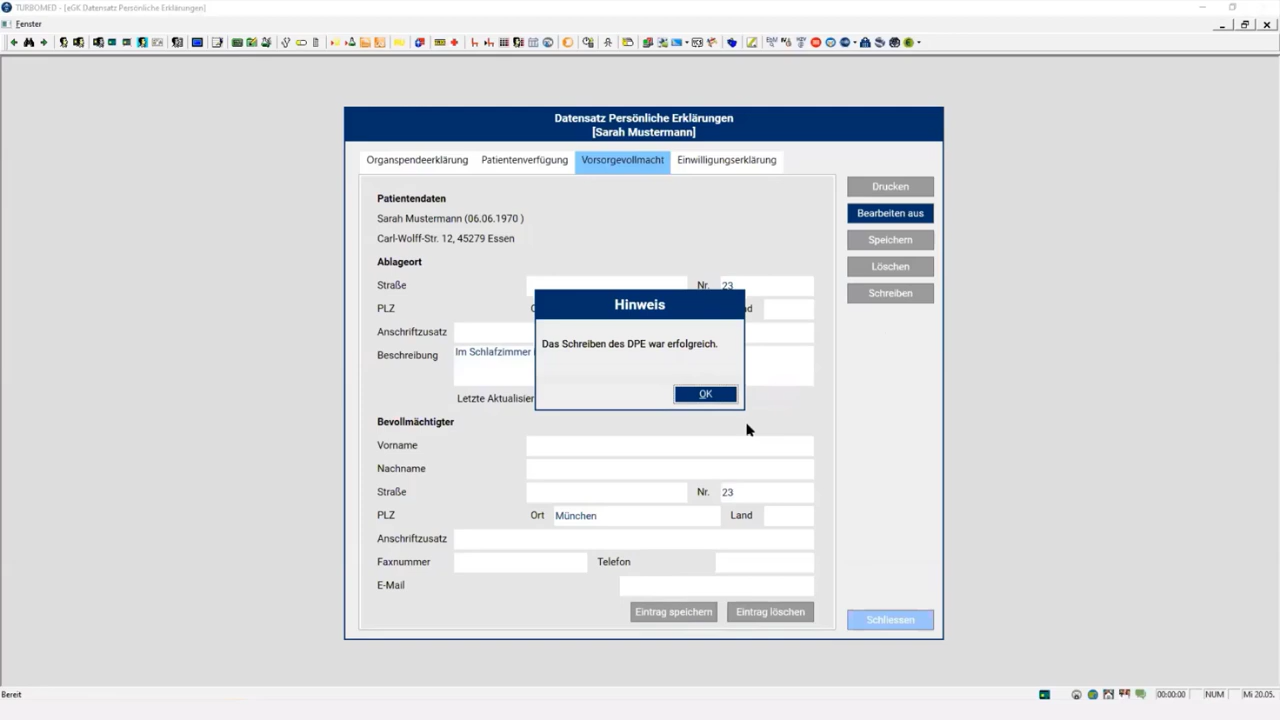 TURBOMED - [eGK Datensatz Persönliche Erklärungen]
Fenster
Datensatz Persönliche Erklärungen
[Sarah Mustermann]
Organspendeerklärung Patientenverfügung Vorsorgevollmacht Einwilligungserklärung
Patientendaten
Sarah Mustermann (06.06.1970 )
Carl-Wolff-Str. 12, 45279 Essen
Ablageort
Straße Nr. 23
PLZ
Anschriftzusatz
Beschreibung Im Schlafzimmer
Letzte Aktualisier
Hinweis
Das Schreiben des DPE war erfolgreich.
OK
Bevollmächtigter
Vorname
Nachname
Straße Nr. 23
PLZ Ort München Land
Anschriftzusatz
Faxnummer Telefon
E-Mail
Eintrag speichern Eintrag löschen
Drucken
Bearbeiten aus
Speichern
Löschen
Schreiben
Schliessen
Bereit 00:00:00 NUM Mi 20.05.